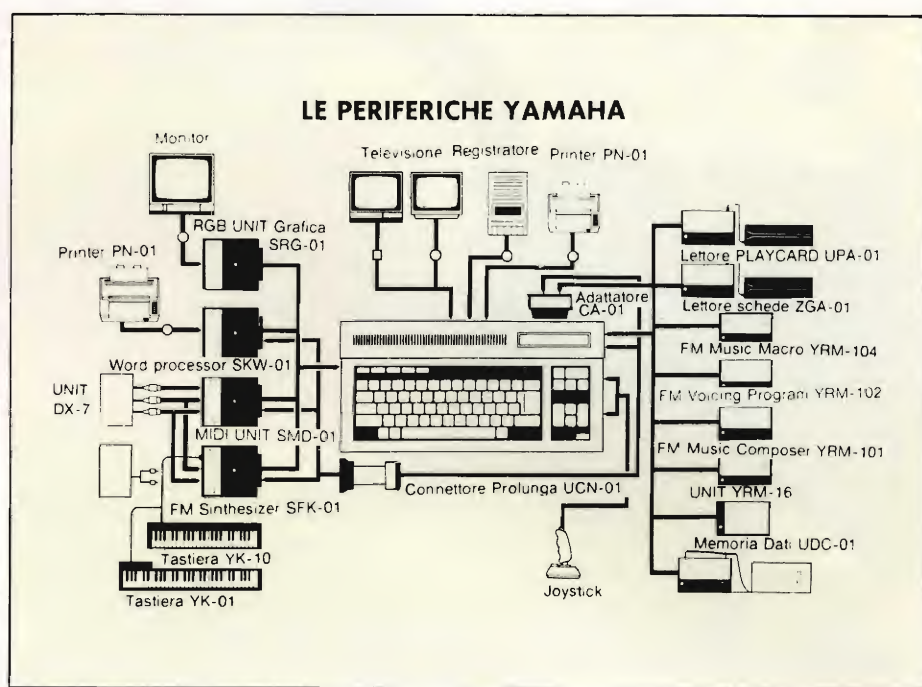 LE PERIFERICHE YAMAHA
Monitor
Televisione Registratore Printer PN-01
RGB UNIT Grafica
SRG-01
Printer PN-01
Lettore PLAYCARD UPA-01
Adattatore
CA-01
Lettore schede ZGA-01
FM Music Macro YRM-104
Word processor SKW-01
UNIT
DX-7
FM Voicing Program YRM-102
MIDI UNIT SMD-01
FM Music Composer YRM-101
Connettore Prolunga UCN-01
UNIT YRM-16
FM Sinthesizer SFK-01
Memoria Dati UDC-01
Tastiera YK-10
Joystick
Tastiera YK-01